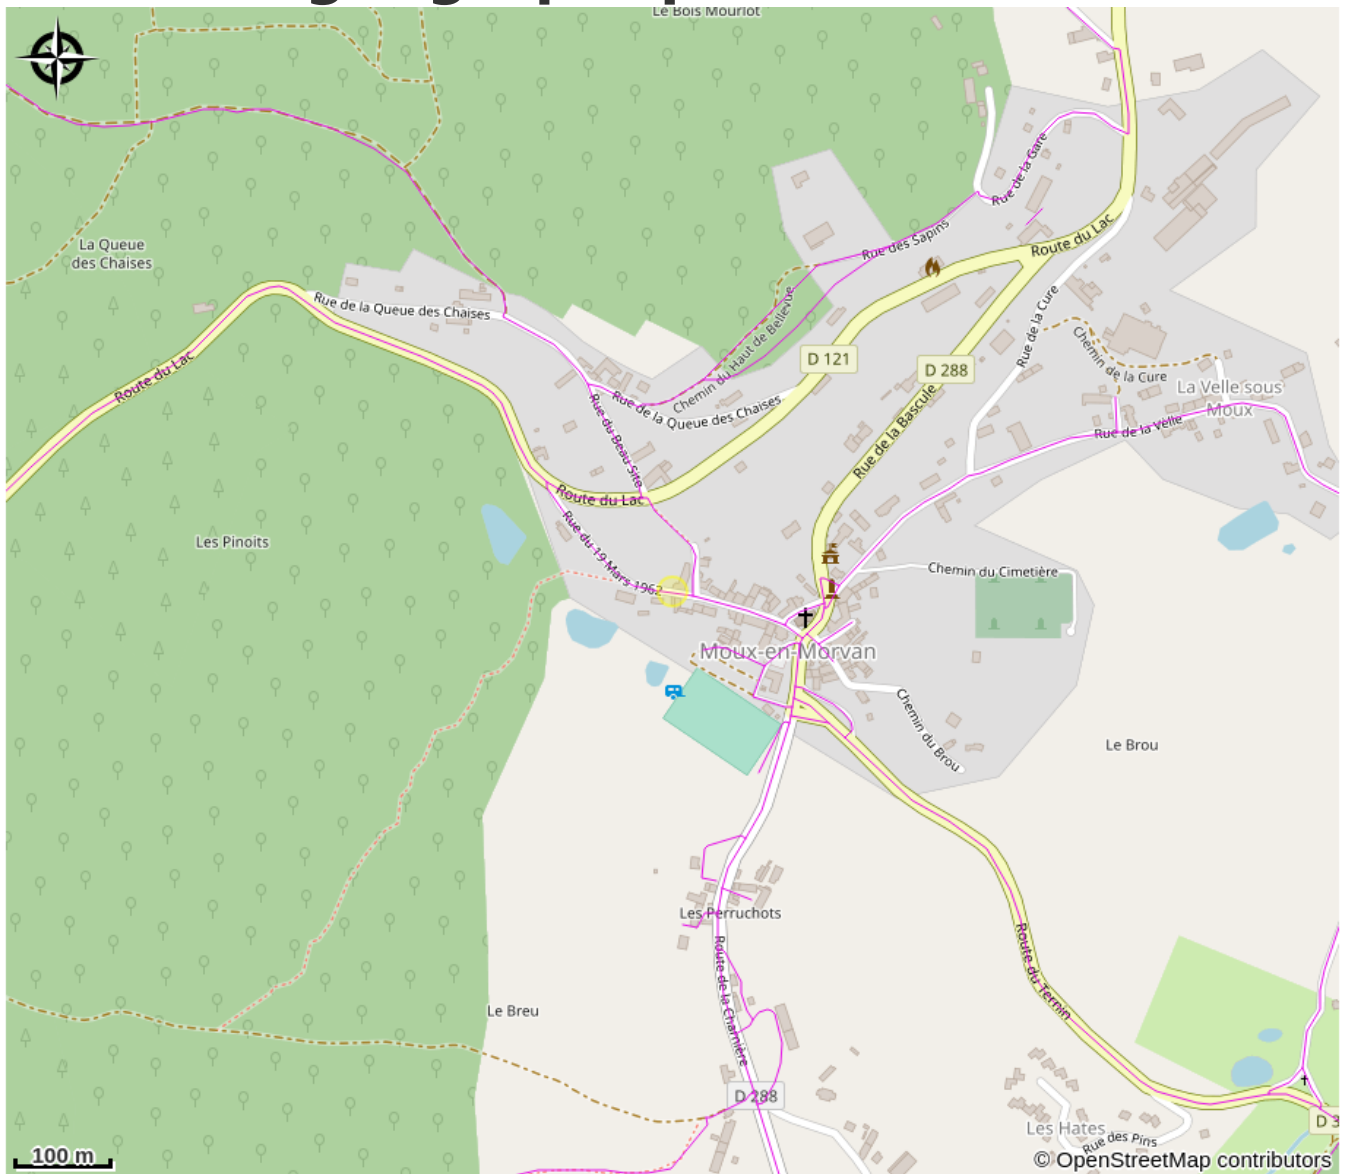 Le Bois Mouriot
Rue de la Gare
La Queue
des Chaises
Rue des Sapins
Route du Lac
Rue de la Queue des Chaises
Chemin du Haut de Bellevue
Rue de la Cure
D 121
D 288
Chemin de la Cure
Route du Lac
La Velle sous
Moux
Rue du Beau Site
Rue de la Queue des Chaises
Rue de la Bascule
Rue de la Velle
Route du Lac
Les Pinoits
Rue du 19 Mars 1962
Chemin du Cimetière
Moux-en-Morvan
Chemin du Brou
Le Brou
Les Perruchots
Route de la Charnière
Route du Ternin
Le Breu
D 288
Les Hates
Rue des Pins
D 3
100 m
© OpenStreetMap contributors